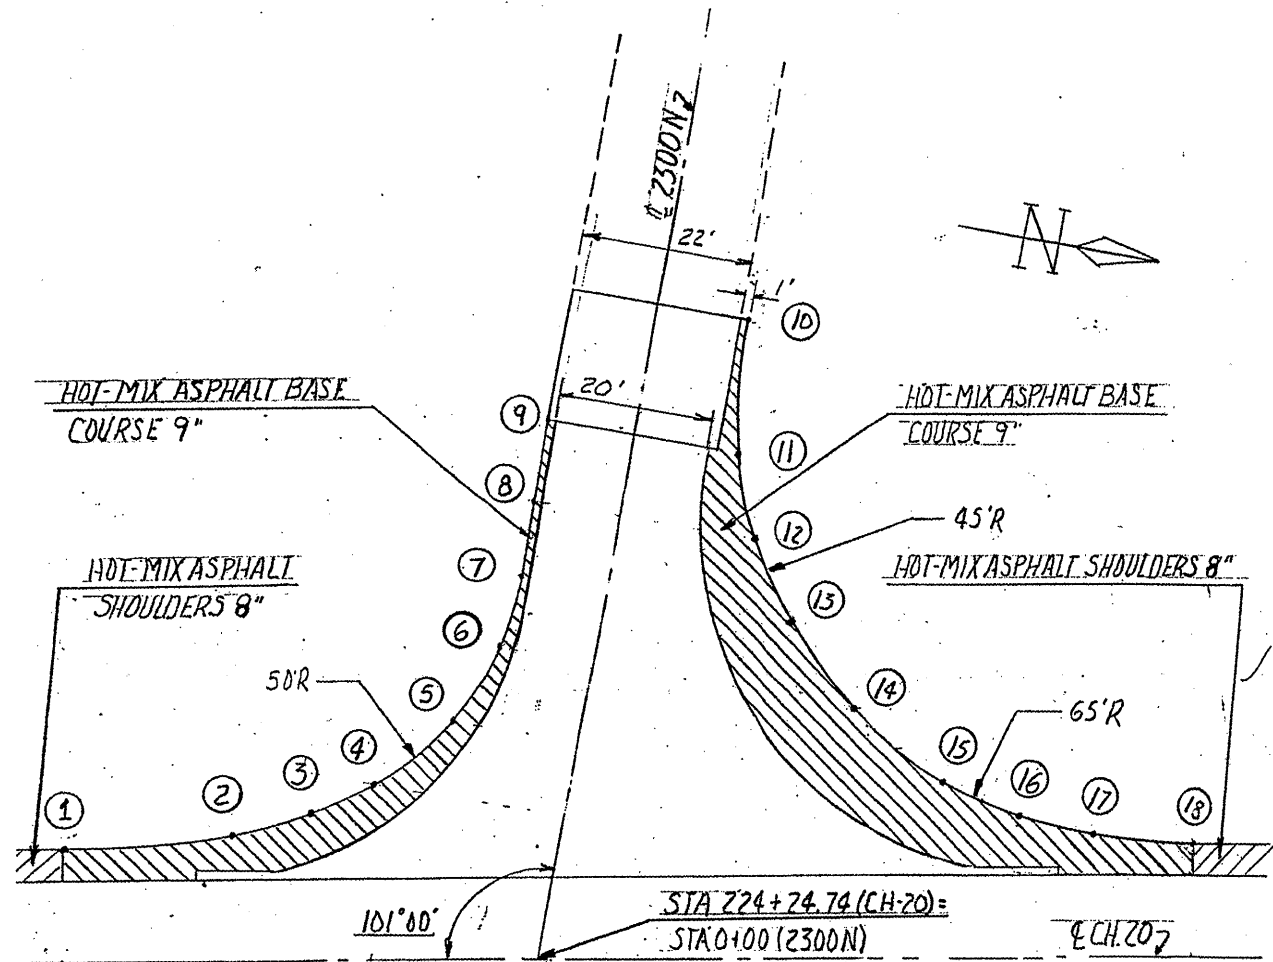 ℄ 2300N
22'
N
1'
10
20'
HOT-MIX ASPHALT BASE
COURSE 9"
9
HOT-MIX ASPHALT BASE
COURSE 9"
11
8
12
45'R
HOT-MIX ASPHALT
SHOULDERS 8"
7
HOT-MIX ASPHALT SHOULDERS 8"
13
6
50'R
5
14
65'R
4
15
3
2
16
1
17
18
101°00'
STA 224+24.74 (CH-20)=
STA 0+00 (2300N)
℄ CH.20